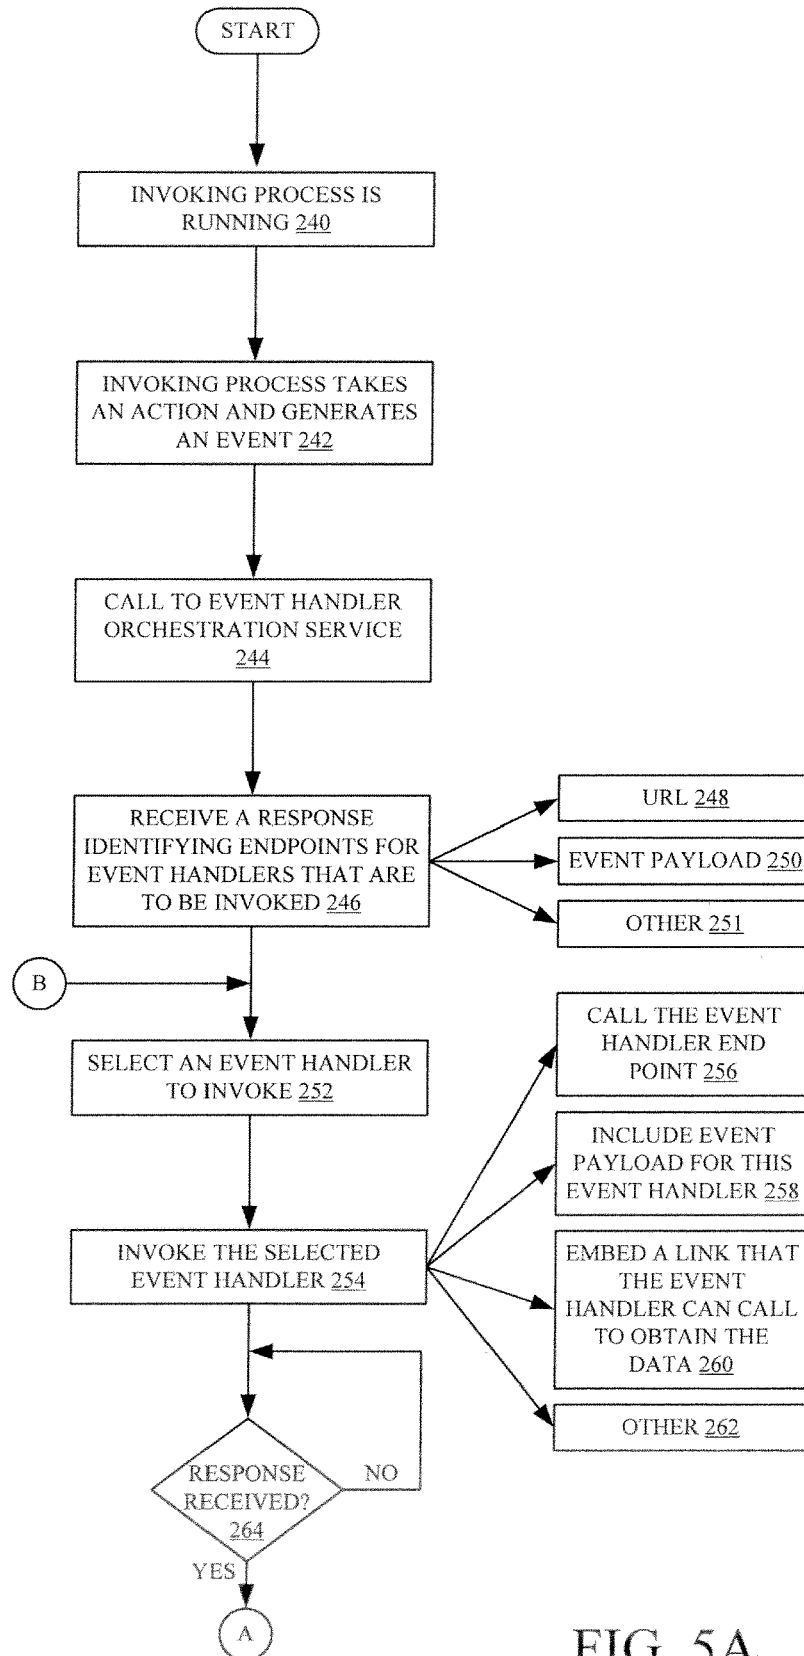 START
INVOKING PROCESS IS
RUNNING 240
INVOKING PROCESS TAKES
AN ACTION AND GENERATES
AN EVENT 242
CALL TO EVENT HANDLER
ORCHESTRATION SERVICE
244
RECEIVE A RESPONSE
IDENTIFYING ENDPOINTS FOR
EVENT HANDLERS THAT ARE
TO BE INVOKED 246
URL 248
EVENT PAYLOAD 250
OTHER 251
B
SELECT AN EVENT HANDLER
TO INVOKE 252
INVOKE THE SELECTED
EVENT HANDLER 254
CALL THE EVENT
HANDLER END
POINT 256
INCLUDE EVENT
PAYLOAD FOR THIS
EVENT HANDLER 258
EMBED A LINK THAT
THE EVENT
HANDLER CAN CALL
TO OBTAIN THE
DATA 260
OTHER 262
RESPONSE
RECEIVED?
264
NO
YES
A
FIG. 5A